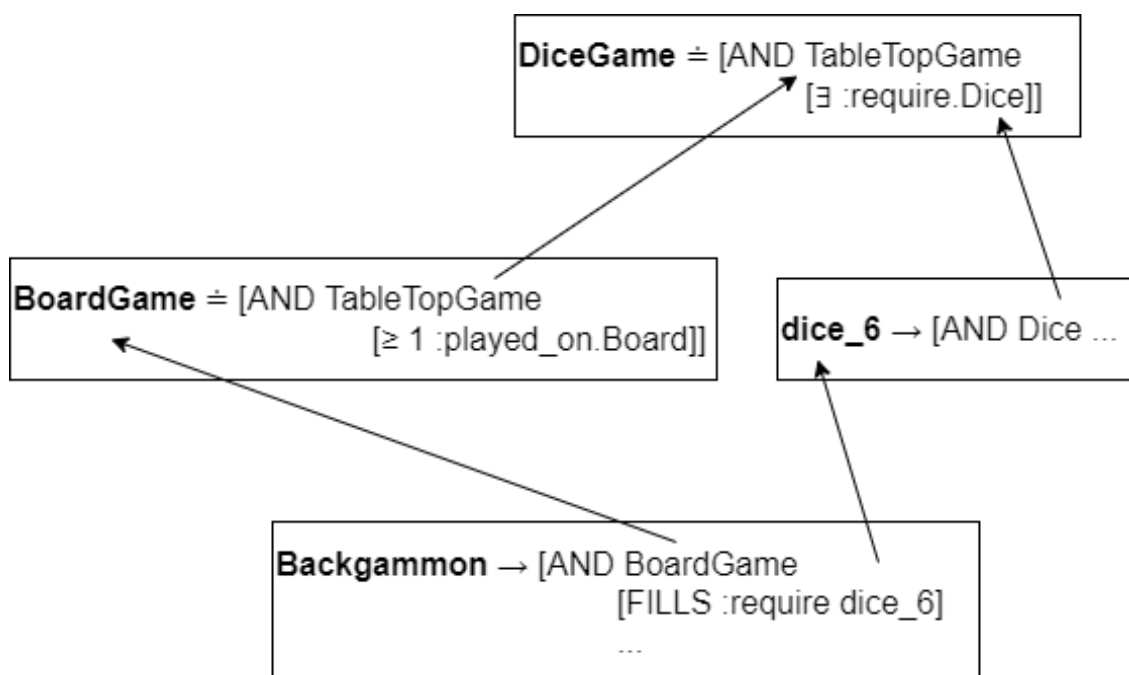 DiceGame ≐ [AND TableTopGame
[∃ :require.Dice]]
BoardGame ≐ [AND TableTopGame
[≥ 1 :played_on.Board]]
dice_6 → [AND Dice ...
Backgammon → [AND BoardGame
[FILLS :require dice_6]
...